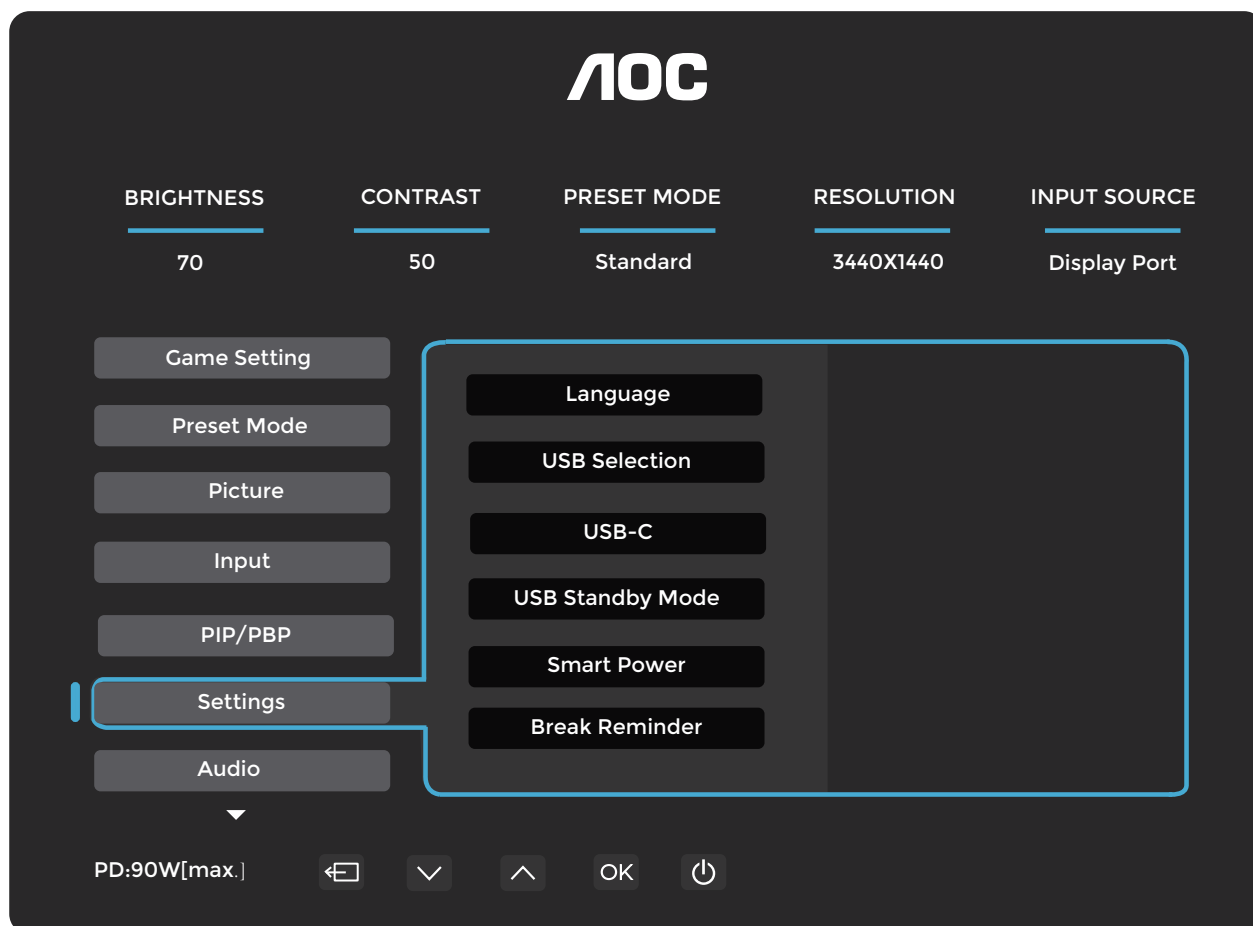 AOC
BRIGHTNESS CONTRAST PRESET MODE RESOLUTION INPUT SOURCE
70 50 Standard 3440X1440 Display Port
Game Setting
Preset Mode
Picture
Input
PIP/PBP
Settings
Audio
Language
USB Selection
USB-C
USB Standby Mode
Smart Power
Break Reminder
PD:90W[max.] OK